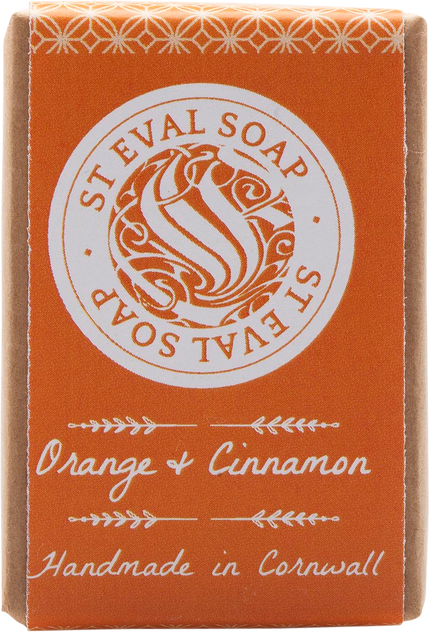 ST EVAL SOAP
ST EVAL SOAP
Orange & Cinnamon
Handmade in Cornwall